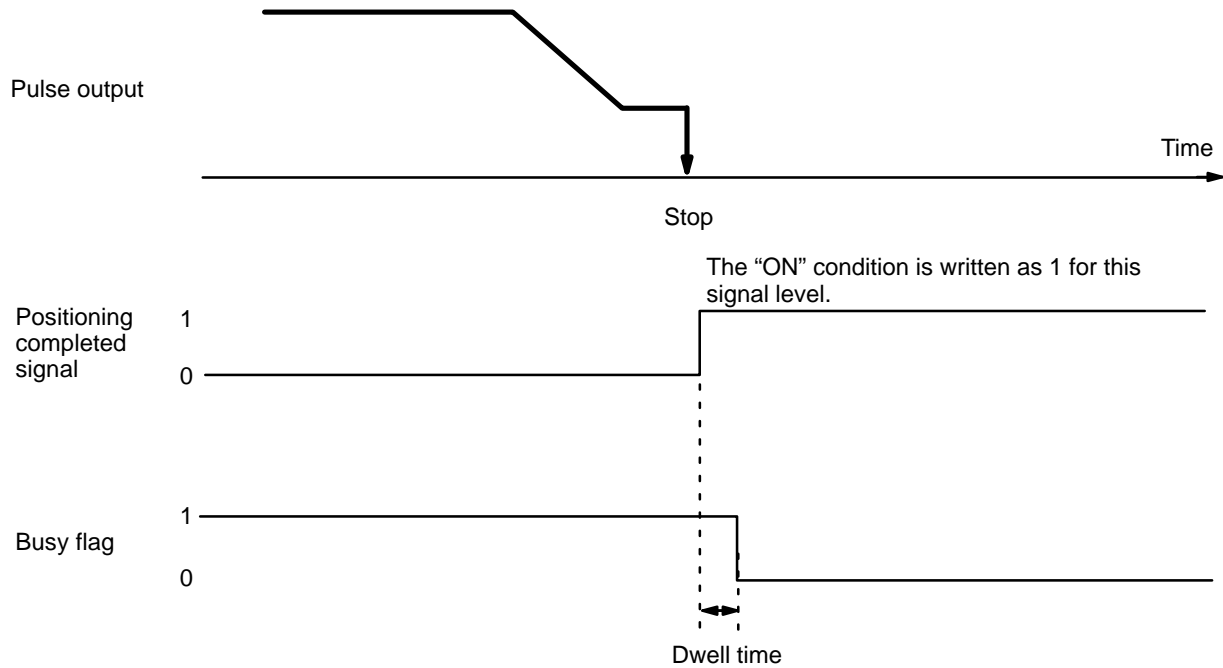 Pulse output
Time
Stop
The “ON” condition is written as 1 for this
signal level.
Positioning
completed
signal
1
0
Busy flag
1
0
Dwell time